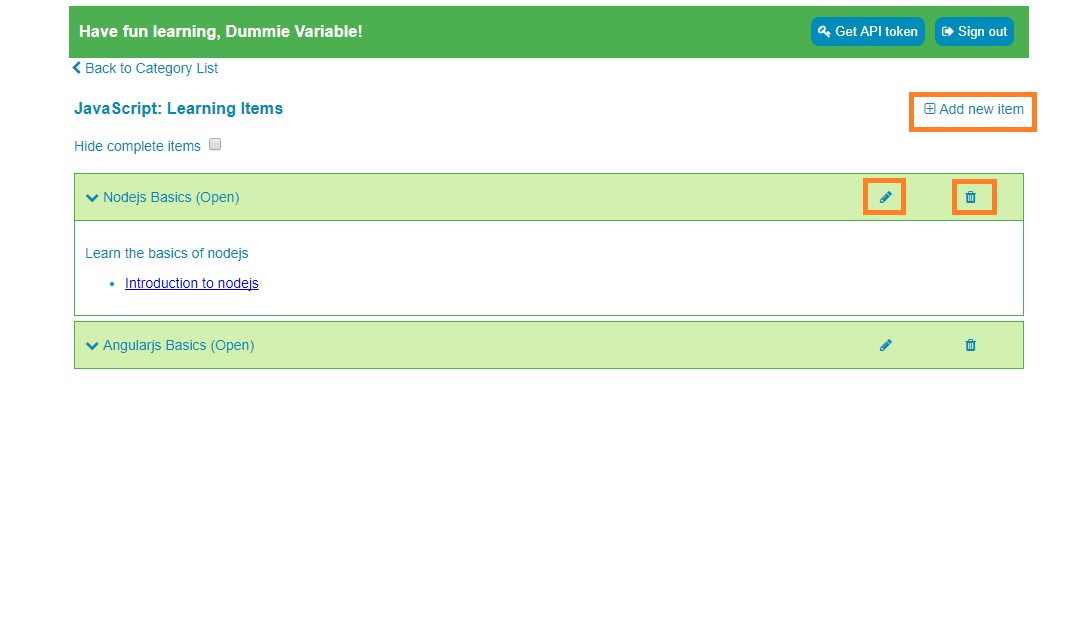 Have fun learning, Dummie Variable!
Get API token
Sign out
Back to Category List
JavaScript: Learning Items
Add new item
Hide complete items
Nodejs Basics (Open)
Learn the basics of nodejs
Introduction to nodejs
Angularjs Basics (Open)